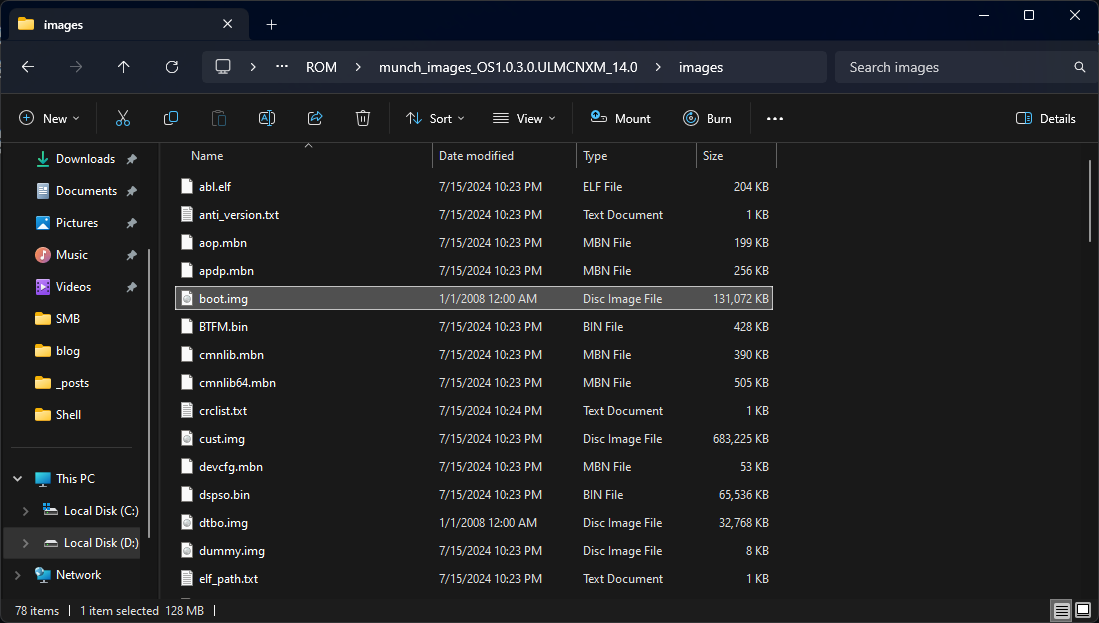 images
ROM munch_images_OS1.0.3.0.ULMCNXM_14.0 images Search images
New Sort View Mount Burn Details
Downloads
Documents
Pictures
Music
Videos
SMB
blog
_posts
Shell
This PC
Local Disk (C:)
Local Disk (D:)
Network
Name Date modified Type Size
abl.elf 7/15/2024 10:23 PM ELF File 204 KB
anti_version.txt 7/15/2024 10:23 PM Text Document 1 KB
aop.mbn 7/15/2024 10:23 PM MBN File 199 KB
apdp.mbn 7/15/2024 10:23 PM MBN File 256 KB
boot.img 1/1/2008 12:00 AM Disc Image File 131,072 KB
BTFM.bin 7/15/2024 10:23 PM BIN File 428 KB
cmnlib.mbn 7/15/2024 10:23 PM MBN File 390 KB
cmnlib64.mbn 7/15/2024 10:23 PM MBN File 505 KB
crclist.txt 7/15/2024 10:24 PM Text Document 1 KB
cust.img 7/15/2024 10:23 PM Disc Image File 683,225 KB
devcfg.mbn 7/15/2024 10:23 PM MBN File 53 KB
dspso.bin 7/15/2024 10:23 PM BIN File 65,536 KB
dtbo.img 1/1/2008 12:00 AM Disc Image File 32,768 KB
dummy.img 7/15/2024 10:23 PM Disc Image File 8 KB
elf_path.txt 7/15/2024 10:23 PM Text Document 1 KB
78 items 1 item selected 128 MB